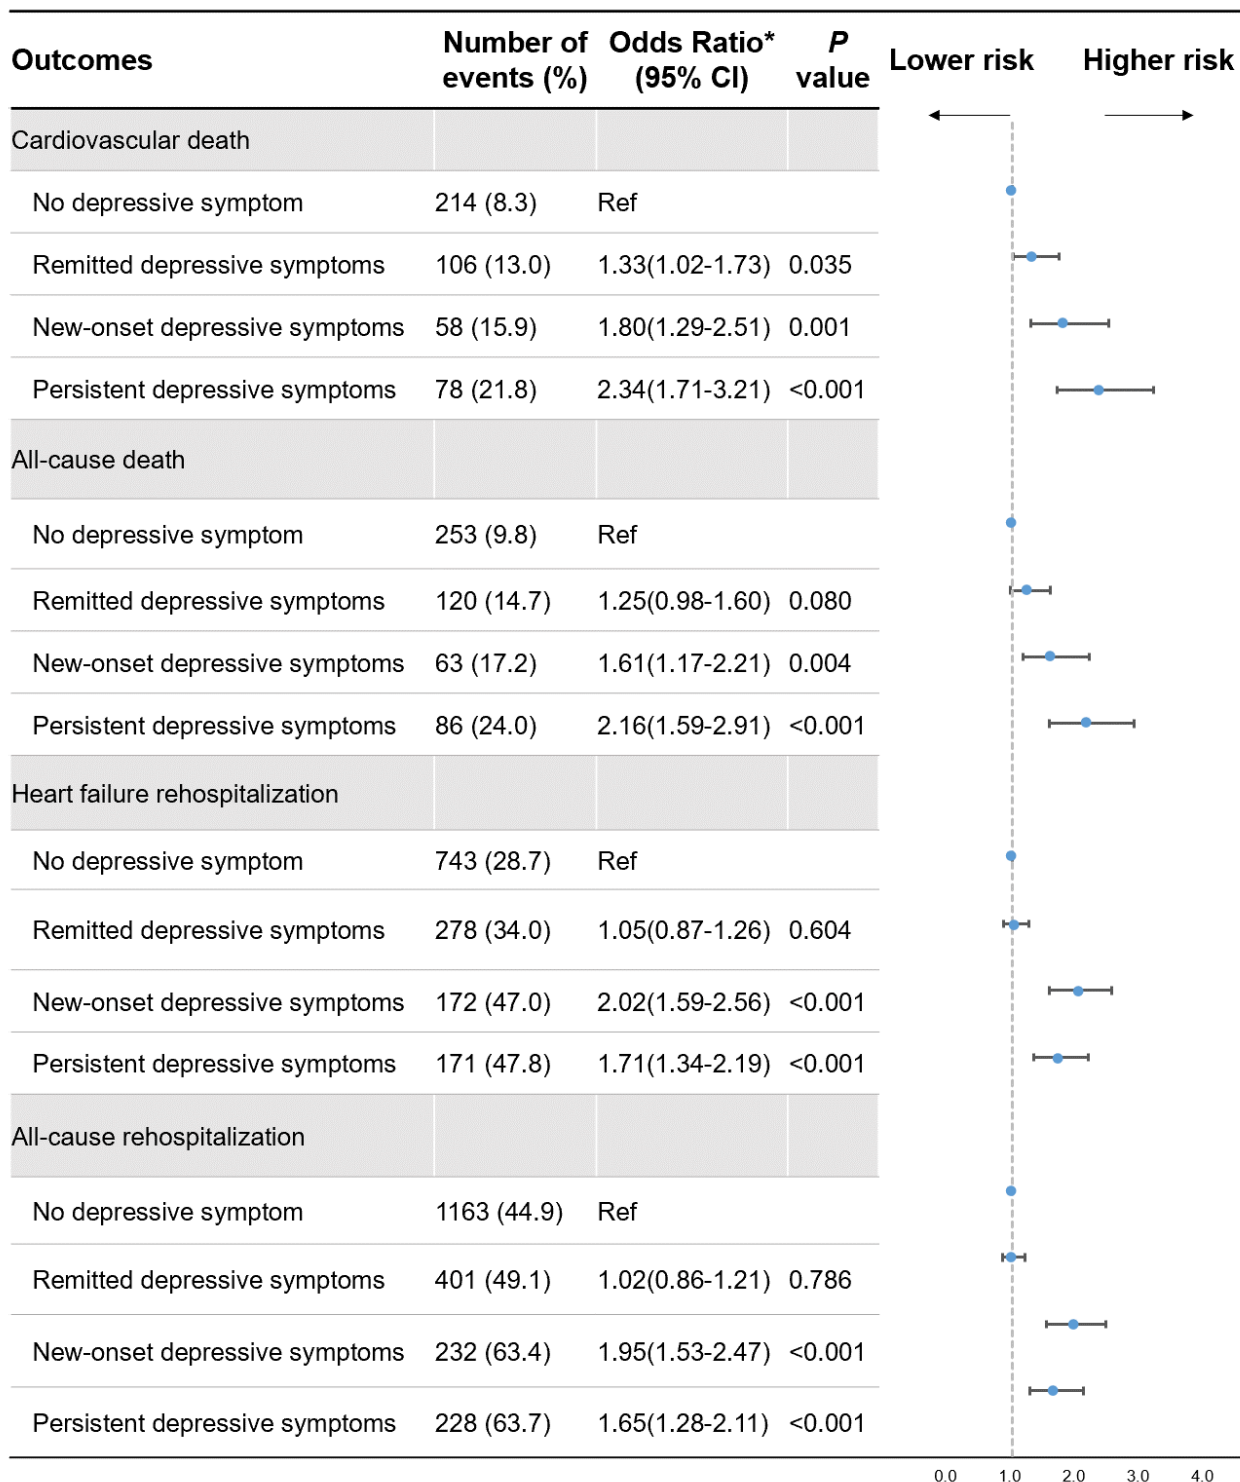 Outcomes Number of events (%) Odds Ratio* (95% CI) P value Lower risk Higher risk
Cardiovascular death
No depressive symptom 214 (8.3) Ref
Remitted depressive symptoms 106 (13.0) 1.33(1.02-1.73) 0.035
New-onset depressive symptoms 58 (15.9) 1.80(1.29-2.51) 0.001
Persistent depressive symptoms 78 (21.8) 2.34(1.71-3.21) <0.001
All-cause death
No depressive symptom 253 (9.8) Ref
Remitted depressive symptoms 120 (14.7) 1.25(0.98-1.60) 0.080
New-onset depressive symptoms 63 (17.2) 1.61(1.17-2.21) 0.004
Persistent depressive symptoms 86 (24.0) 2.16(1.59-2.91) <0.001
Heart failure rehospitalization
No depressive symptom 743 (28.7) Ref
Remitted depressive symptoms 278 (34.0) 1.05(0.87-1.26) 0.604
New-onset depressive symptoms 172 (47.0) 2.02(1.59-2.56) <0.001
Persistent depressive symptoms 171 (47.8) 1.71(1.34-2.19) <0.001
All-cause rehospitalization
No depressive symptom 1163 (44.9) Ref
Remitted depressive symptoms 401 (49.1) 1.02(0.86-1.21) 0.786
New-onset depressive symptoms 232 (63.4) 1.95(1.53-2.47) <0.001
Persistent depressive symptoms 228 (63.7) 1.65(1.28-2.11) <0.001
0.0 1.0 2.0 3.0 4.0